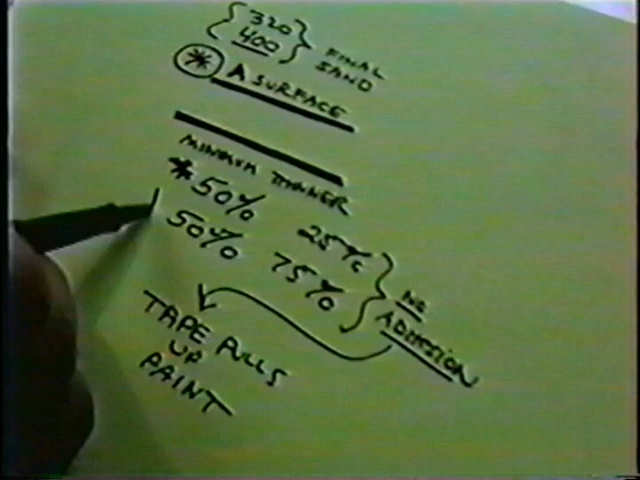 320
400
FINAL
SAND
* A SURFACE
MINIMUM THINNER
*50% 25%
50% 75%
NO
ADHESION
TAPE PULLS
UP
PAINT